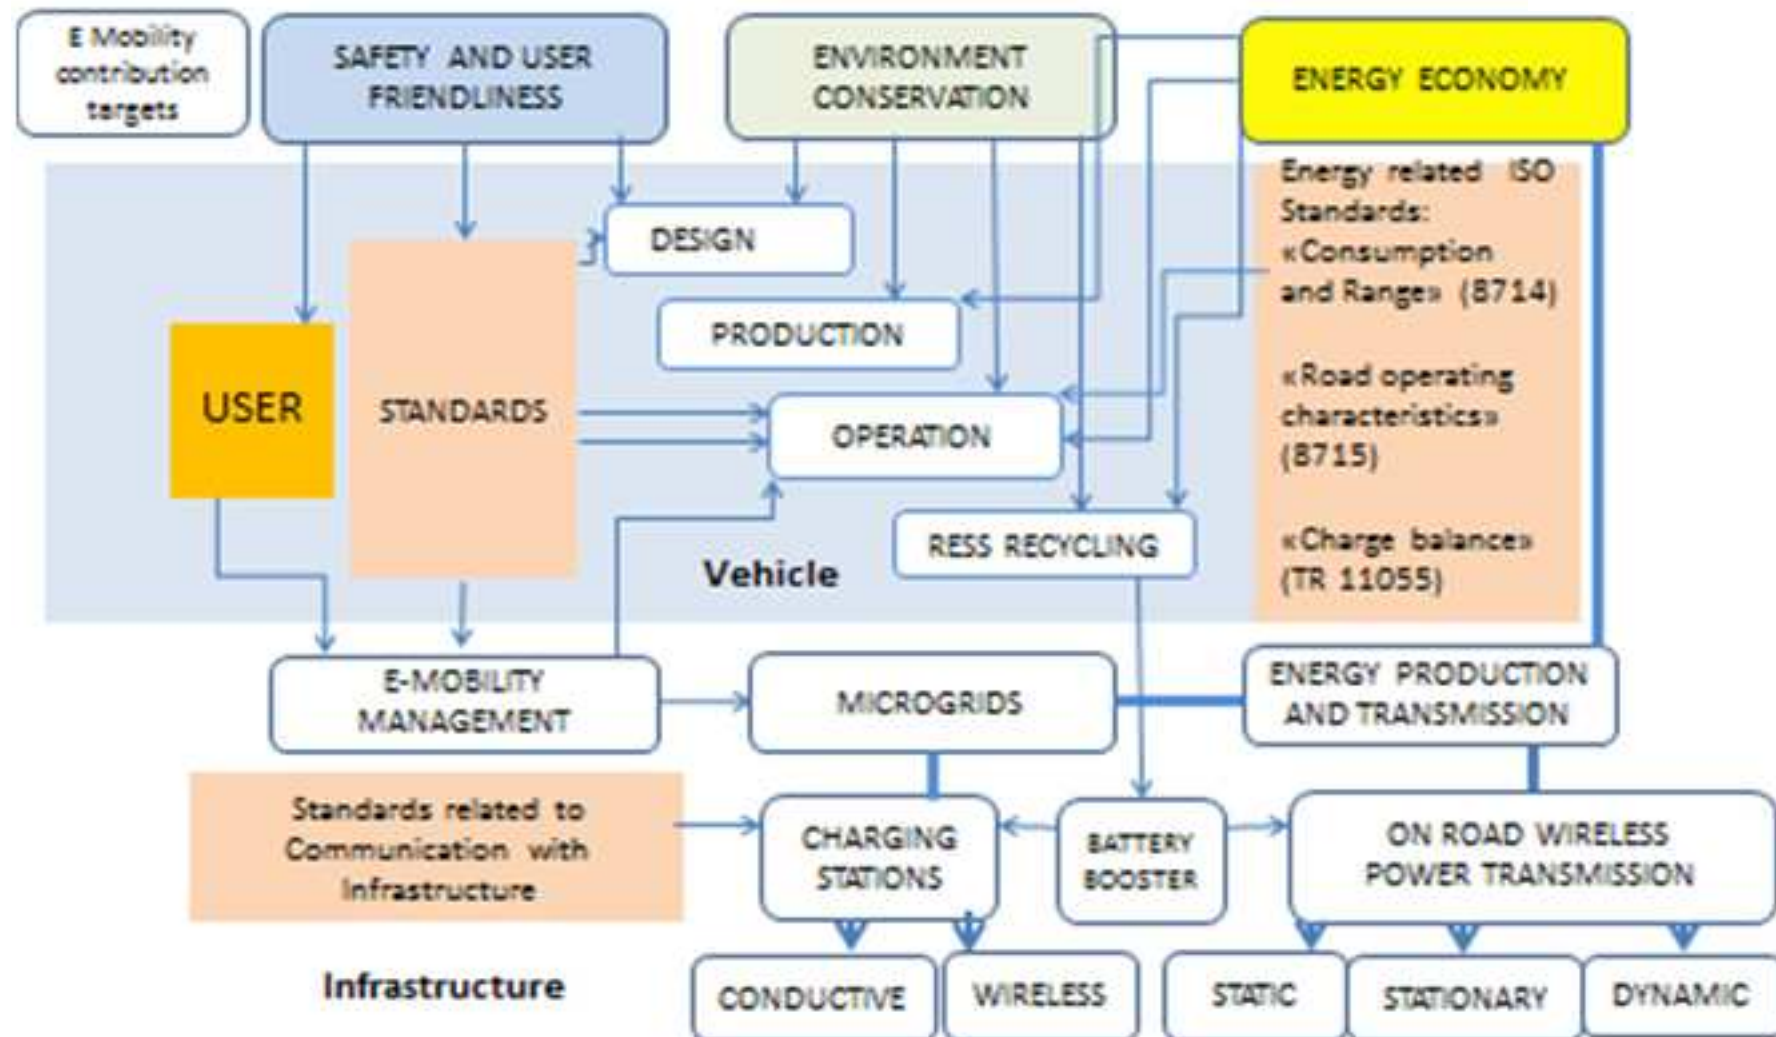 E Mobility
contribution
targets
SAFETY AND USER
FRIENDLINESS
ENVIRONMENT
CONSERVATION
ENERGY ECONOMY
Energy related ISO
Standards:
«Consumption
and Range» (8714)
«Road operating
characteristics»
(8715)
«Charge balance»
(TR 11055)
DESIGN
PRODUCTION
USER
STANDARDS
OPERATION
RESS RECYCLING
Vehicle
E-MOBILITY
MANAGEMENT
MICROGRIDS
ENERGY PRODUCTION
AND TRANSMISSION
Standards related to
Communication with
Infrastructure
CHARGING
STATIONS
BATTERY
BOOSTER
ON ROAD WIRELESS
POWER TRANSMISSION
Infrastructure
CONDUCTIVE
WIRELESS
STATIC
STATIONARY
DYNAMIC